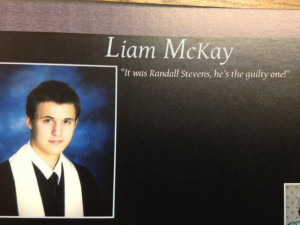 Liam McKay
"It was Randall Stevens, he's the guilty one!"